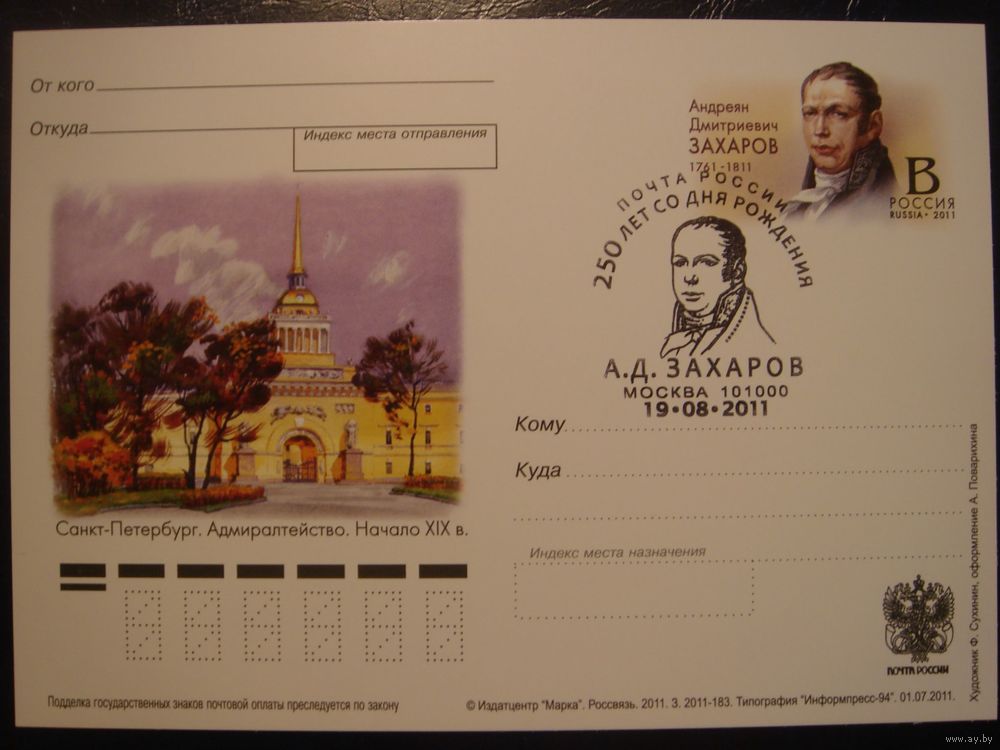 От кого
Откуда
Индекс места отправления
Андреян
Дмитриевич
ЗАХАРОВ
1761-1811
В
РОССИЯ
RUSSIA • 2011
ПОЧТА РОССИИ
250 ЛЕТ СО ДНЯ РОЖДЕНИЯ
А.Д. ЗАХАРОВ
МОСКВА 101000
19•08•2011
Санкт-Петербург. Адмиралтейство. Начало XIX в.
Кому
Куда
Индекс места назначения
ПОЧТА РОССИИ
Художник Ф. Сухинин, оформление А. Поварихина
Подделка государственных знаков почтовой оплаты преследуется по закону
© Издатцентр "Марка". Россвязь. 2011. З. 2011-183. Типография "Информпресс-94". 01.07.2011.
www.ay.by